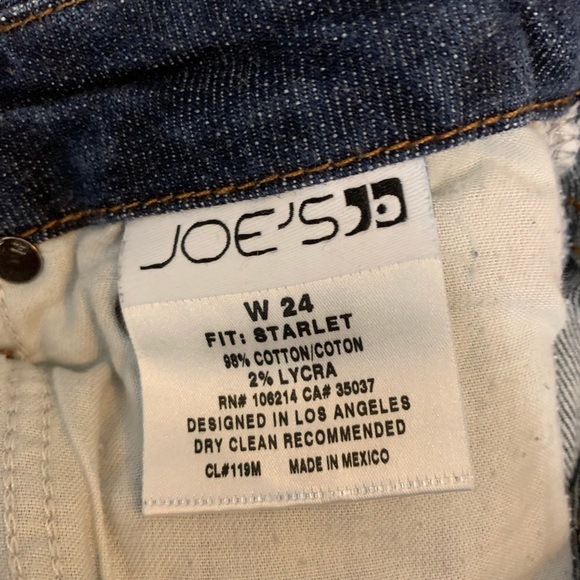 JOE'S
W 24
FIT: STARLET
98% COTTON/COTON
2% LYCRA
RN# 106214 CA# 35037
DESIGNED IN LOS ANGELES
DRY CLEAN RECOMMENDED
CL#119M MADE IN MEXICO